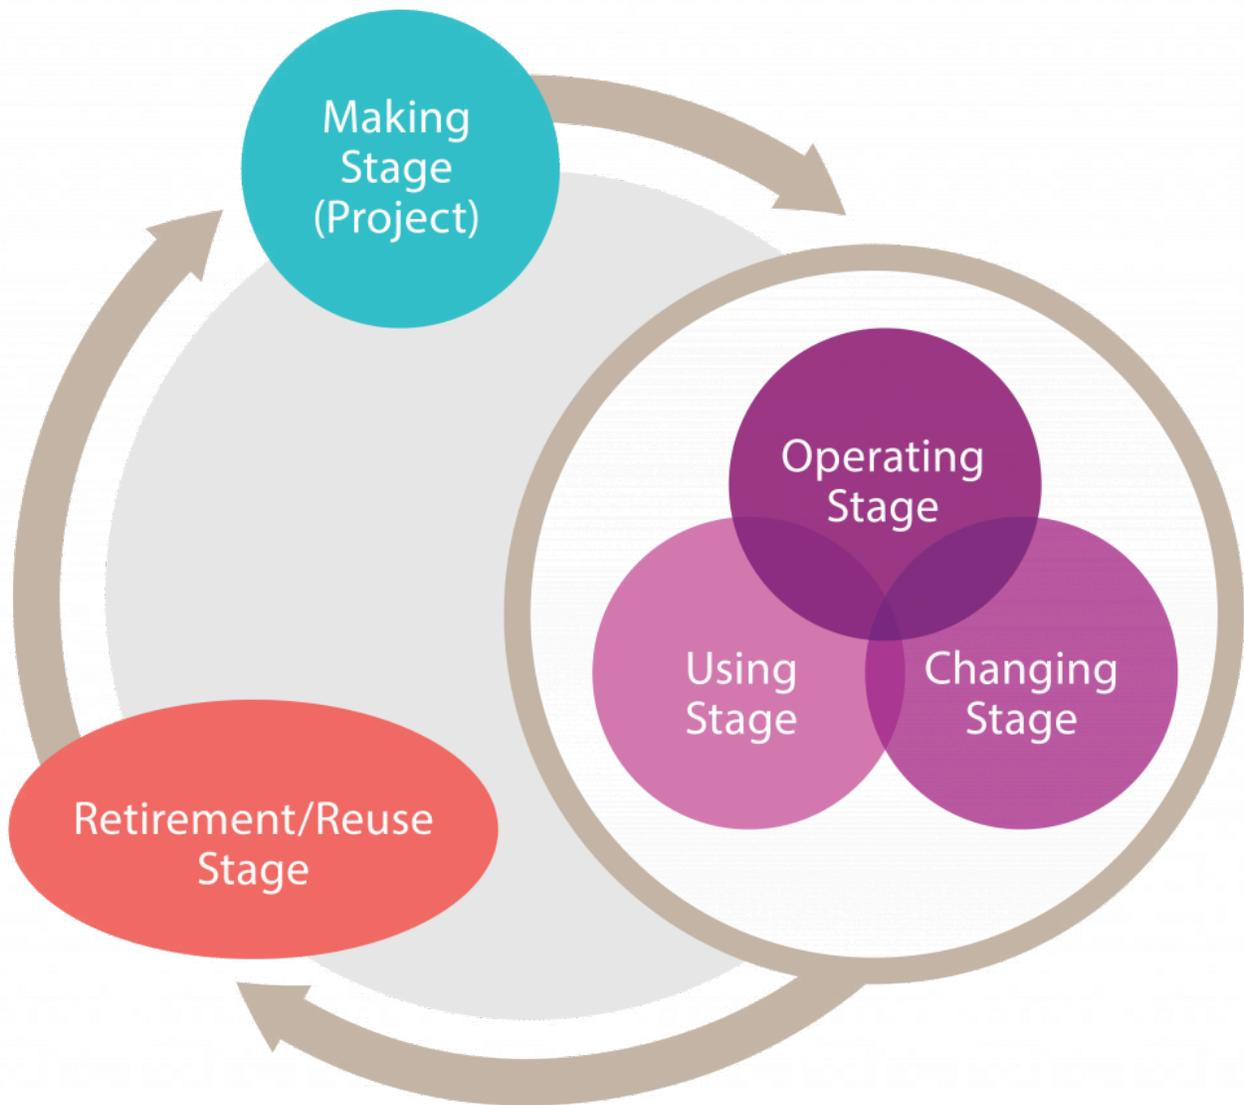 Making
Stage
(Project)
Operating
Stage
Using
Stage
Changing
Stage
Retirement/Reuse
Stage